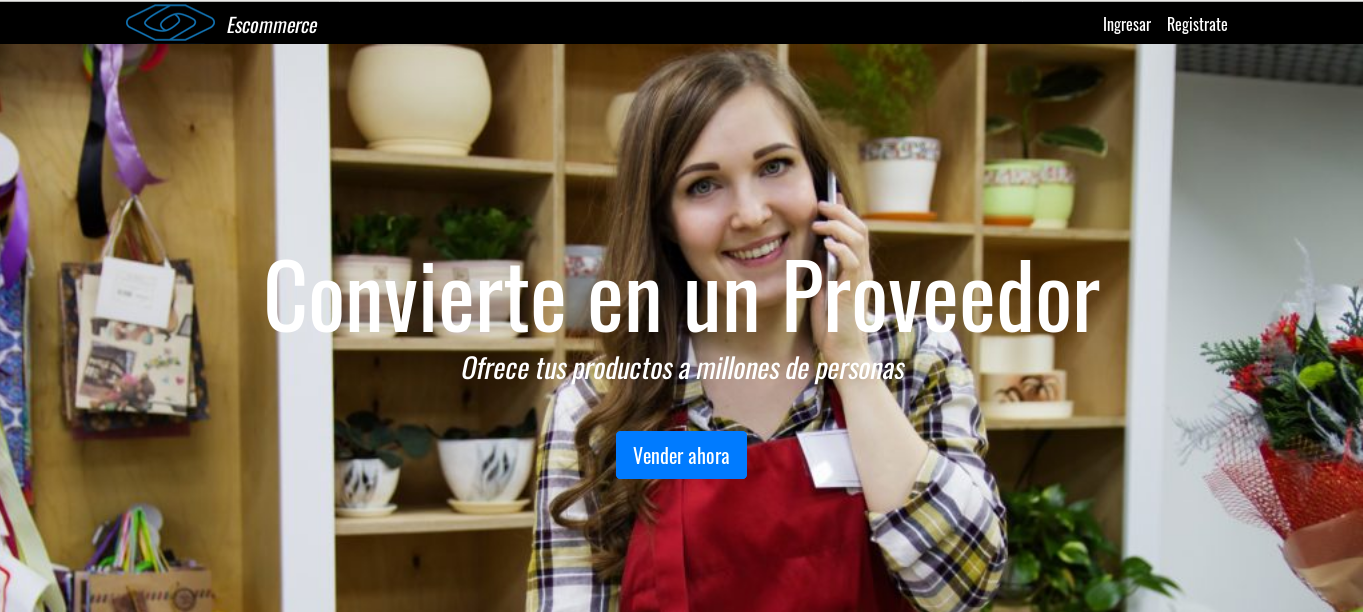 Escommerce
Ingresar Registrate
Convierte en un Proveedor
Ofrece tus productos a millones de personas
Vender ahora